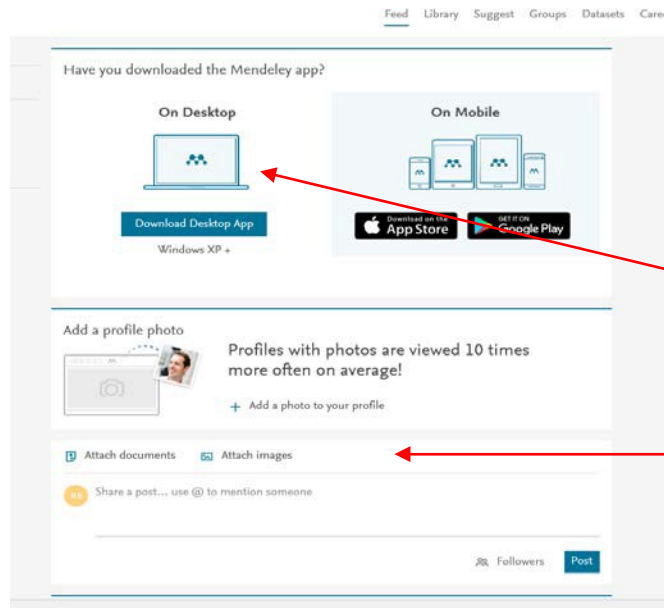 Feed Library Suggest Groups Datasets
Have you downloaded the Mendeley app?
On Desktop
On Mobile
Download Desktop App
Windows XP +
Download on the
App Store
GET IT ON
Google Play
Add a profile photo
Profiles with photos are viewed 10 times
more often on average!
+ Add a photo to your profile
Attach documents
Attach images
Share a post... use @ to mention someone
Followers
Post